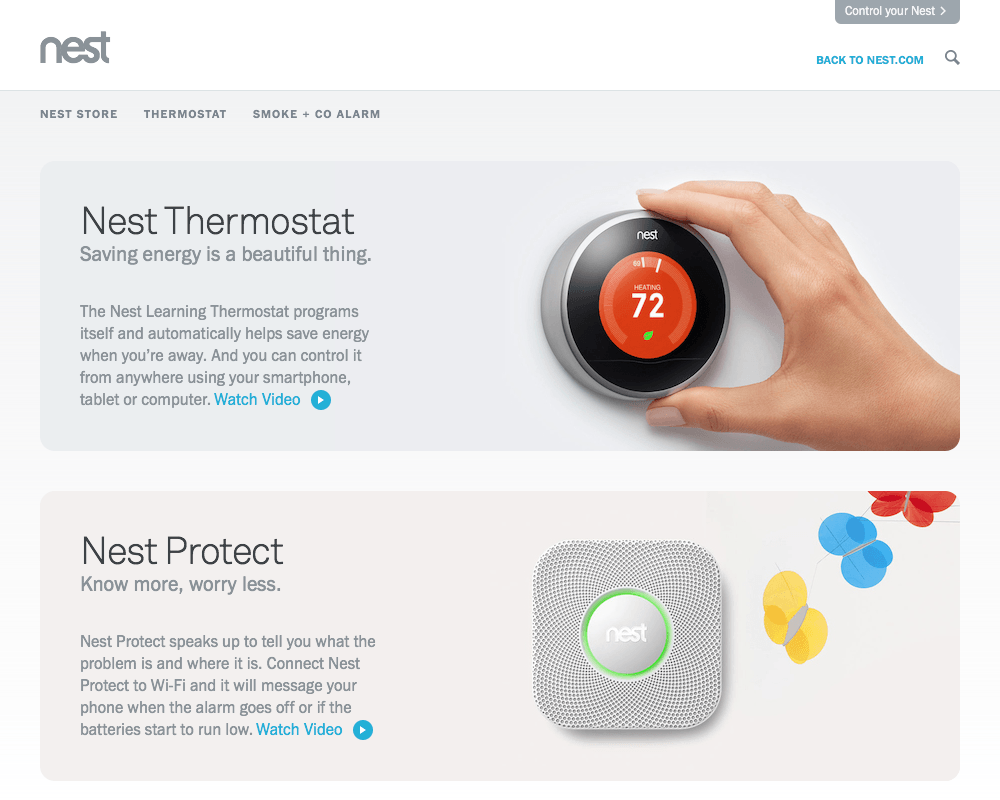 Control your Nest
nest
BACK TO NEST.COM
NEST STORE THERMOSTAT SMOKE + CO ALARM
Nest Thermostat
Saving energy is a beautiful thing.
The Nest Learning Thermostat programs
itself and automatically helps save energy
when you're away. And you can control it
from anywhere using your smartphone,
tablet or computer. Watch Video
nest
69
HEATING
72
Nest Protect
Know more, worry less.
Nest Protect speaks up to tell you what the
problem is and where it is. Connect Nest
Protect to Wi-Fi and it will message your
phone when the alarm goes off or if the
batteries start to run low. Watch Video
nest